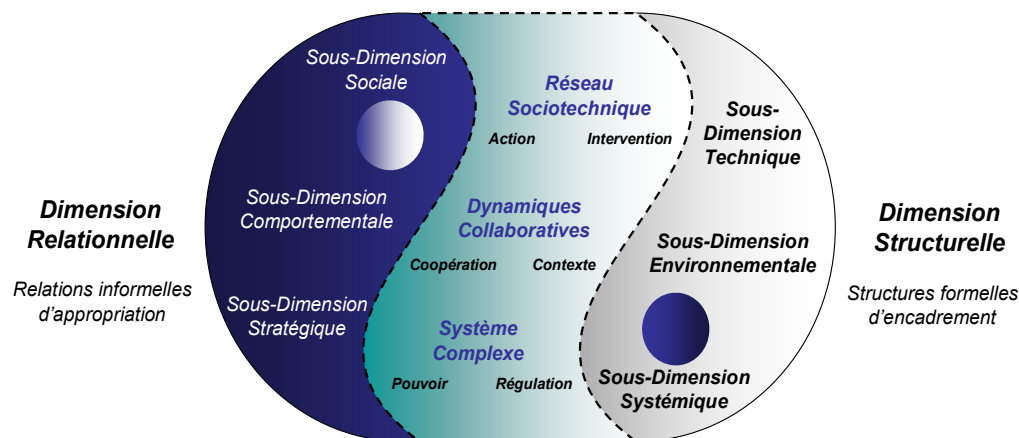 Sous-Dimension
Sociale
Réseau
Sociotechnique
Action
Intervention
Sous-
Dimension
Technique
Dimension
Relationnelle
Relations informelles
d'appropriation
Sous-Dimension
Comportementale
Dynamiques
Collaboratives
Coopération
Contexte
Sous-Dimension
Environnementale
Dimension
Structurelle
Structures formelles
d'encadrement
Sous-Dimension
Stratégique
Système
Complexe
Pouvoir
Régulation
Sous-Dimension
Systémique